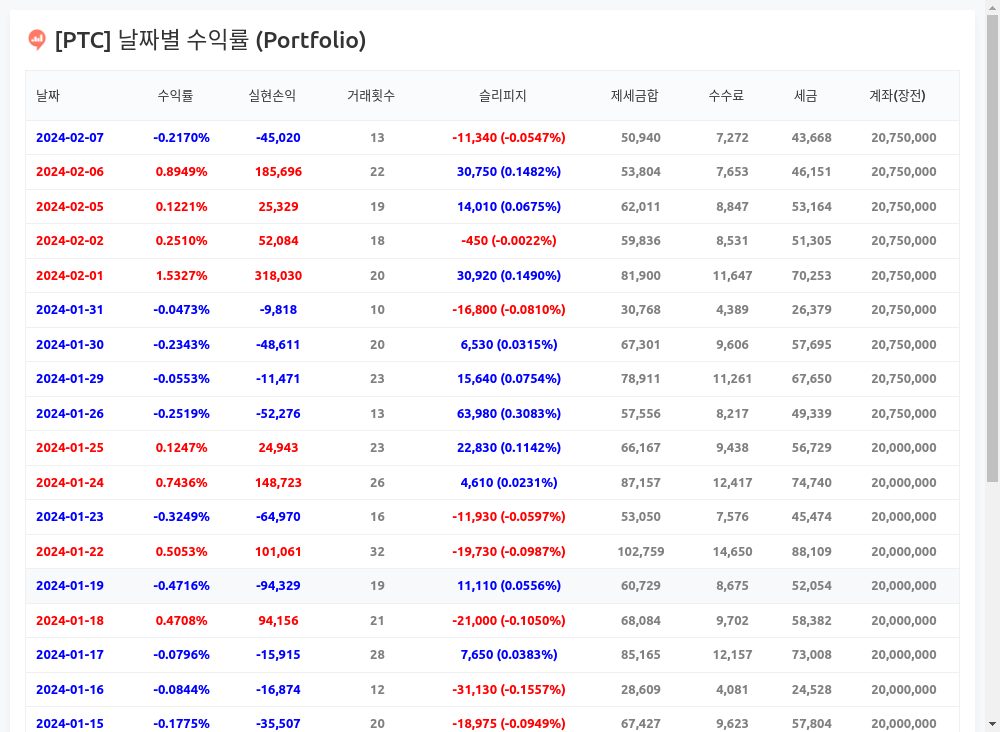 [PTC] 날짜별 수익률 (Portfolio)
날짜 수익률 실현손익 거래횟수 슬리피지 제세금합 수수료 세금 계좌(장전)
2024-02-07 -0.2170% -45,020 13 -11,340 (-0.0547%) 50,940 7,272 43,668 20,750,000
2024-02-06 0.8949% 185,696 22 30,750 (0.1482%) 53,804 7,653 46,151 20,750,000
2024-02-05 0.1221% 25,329 19 14,010 (0.0675%) 62,011 8,847 53,164 20,750,000
2024-02-02 0.2510% 52,084 18 -450 (-0.0022%) 59,836 8,531 51,305 20,750,000
2024-02-01 1.5327% 318,030 20 30,920 (0.1490%) 81,900 11,647 70,253 20,750,000
2024-01-31 -0.0473% -9,818 10 -16,800 (-0.0810%) 30,768 4,389 26,379 20,750,000
2024-01-30 -0.2343% -48,611 20 6,530 (0.0315%) 67,301 9,606 57,695 20,750,000
2024-01-29 -0.0553% -11,471 23 15,640 (0.0754%) 78,911 11,261 67,650 20,750,000
2024-01-26 -0.2519% -52,276 13 63,980 (0.3083%) 57,556 8,217 49,339 20,750,000
2024-01-25 0.1247% 24,943 23 22,830 (0.1142%) 66,167 9,438 56,729 20,000,000
2024-01-24 0.7436% 148,723 26 4,610 (0.0231%) 87,157 12,417 74,740 20,000,000
2024-01-23 -0.3249% -64,970 16 -11,930 (-0.0597%) 53,050 7,576 45,474 20,000,000
2024-01-22 0.5053% 101,061 32 -19,730 (-0.0987%) 102,759 14,650 88,109 20,000,000
2024-01-19 -0.4716% -94,329 19 11,110 (0.0556%) 60,729 8,675 52,054 20,000,000
2024-01-18 0.4708% 94,156 21 -21,000 (-0.1050%) 68,084 9,702 58,382 20,000,000
2024-01-17 -0.0796% -15,915 28 7,650 (0.0383%) 85,165 12,157 73,008 20,000,000
2024-01-16 -0.0844% -16,874 12 -31,130 (-0.1557%) 28,609 4,081 24,528 20,000,000
2024-01-15 -0.1775% -35,507 20 -18,975 (-0.0949%) 67,427 9,623 57,804 20,000,000